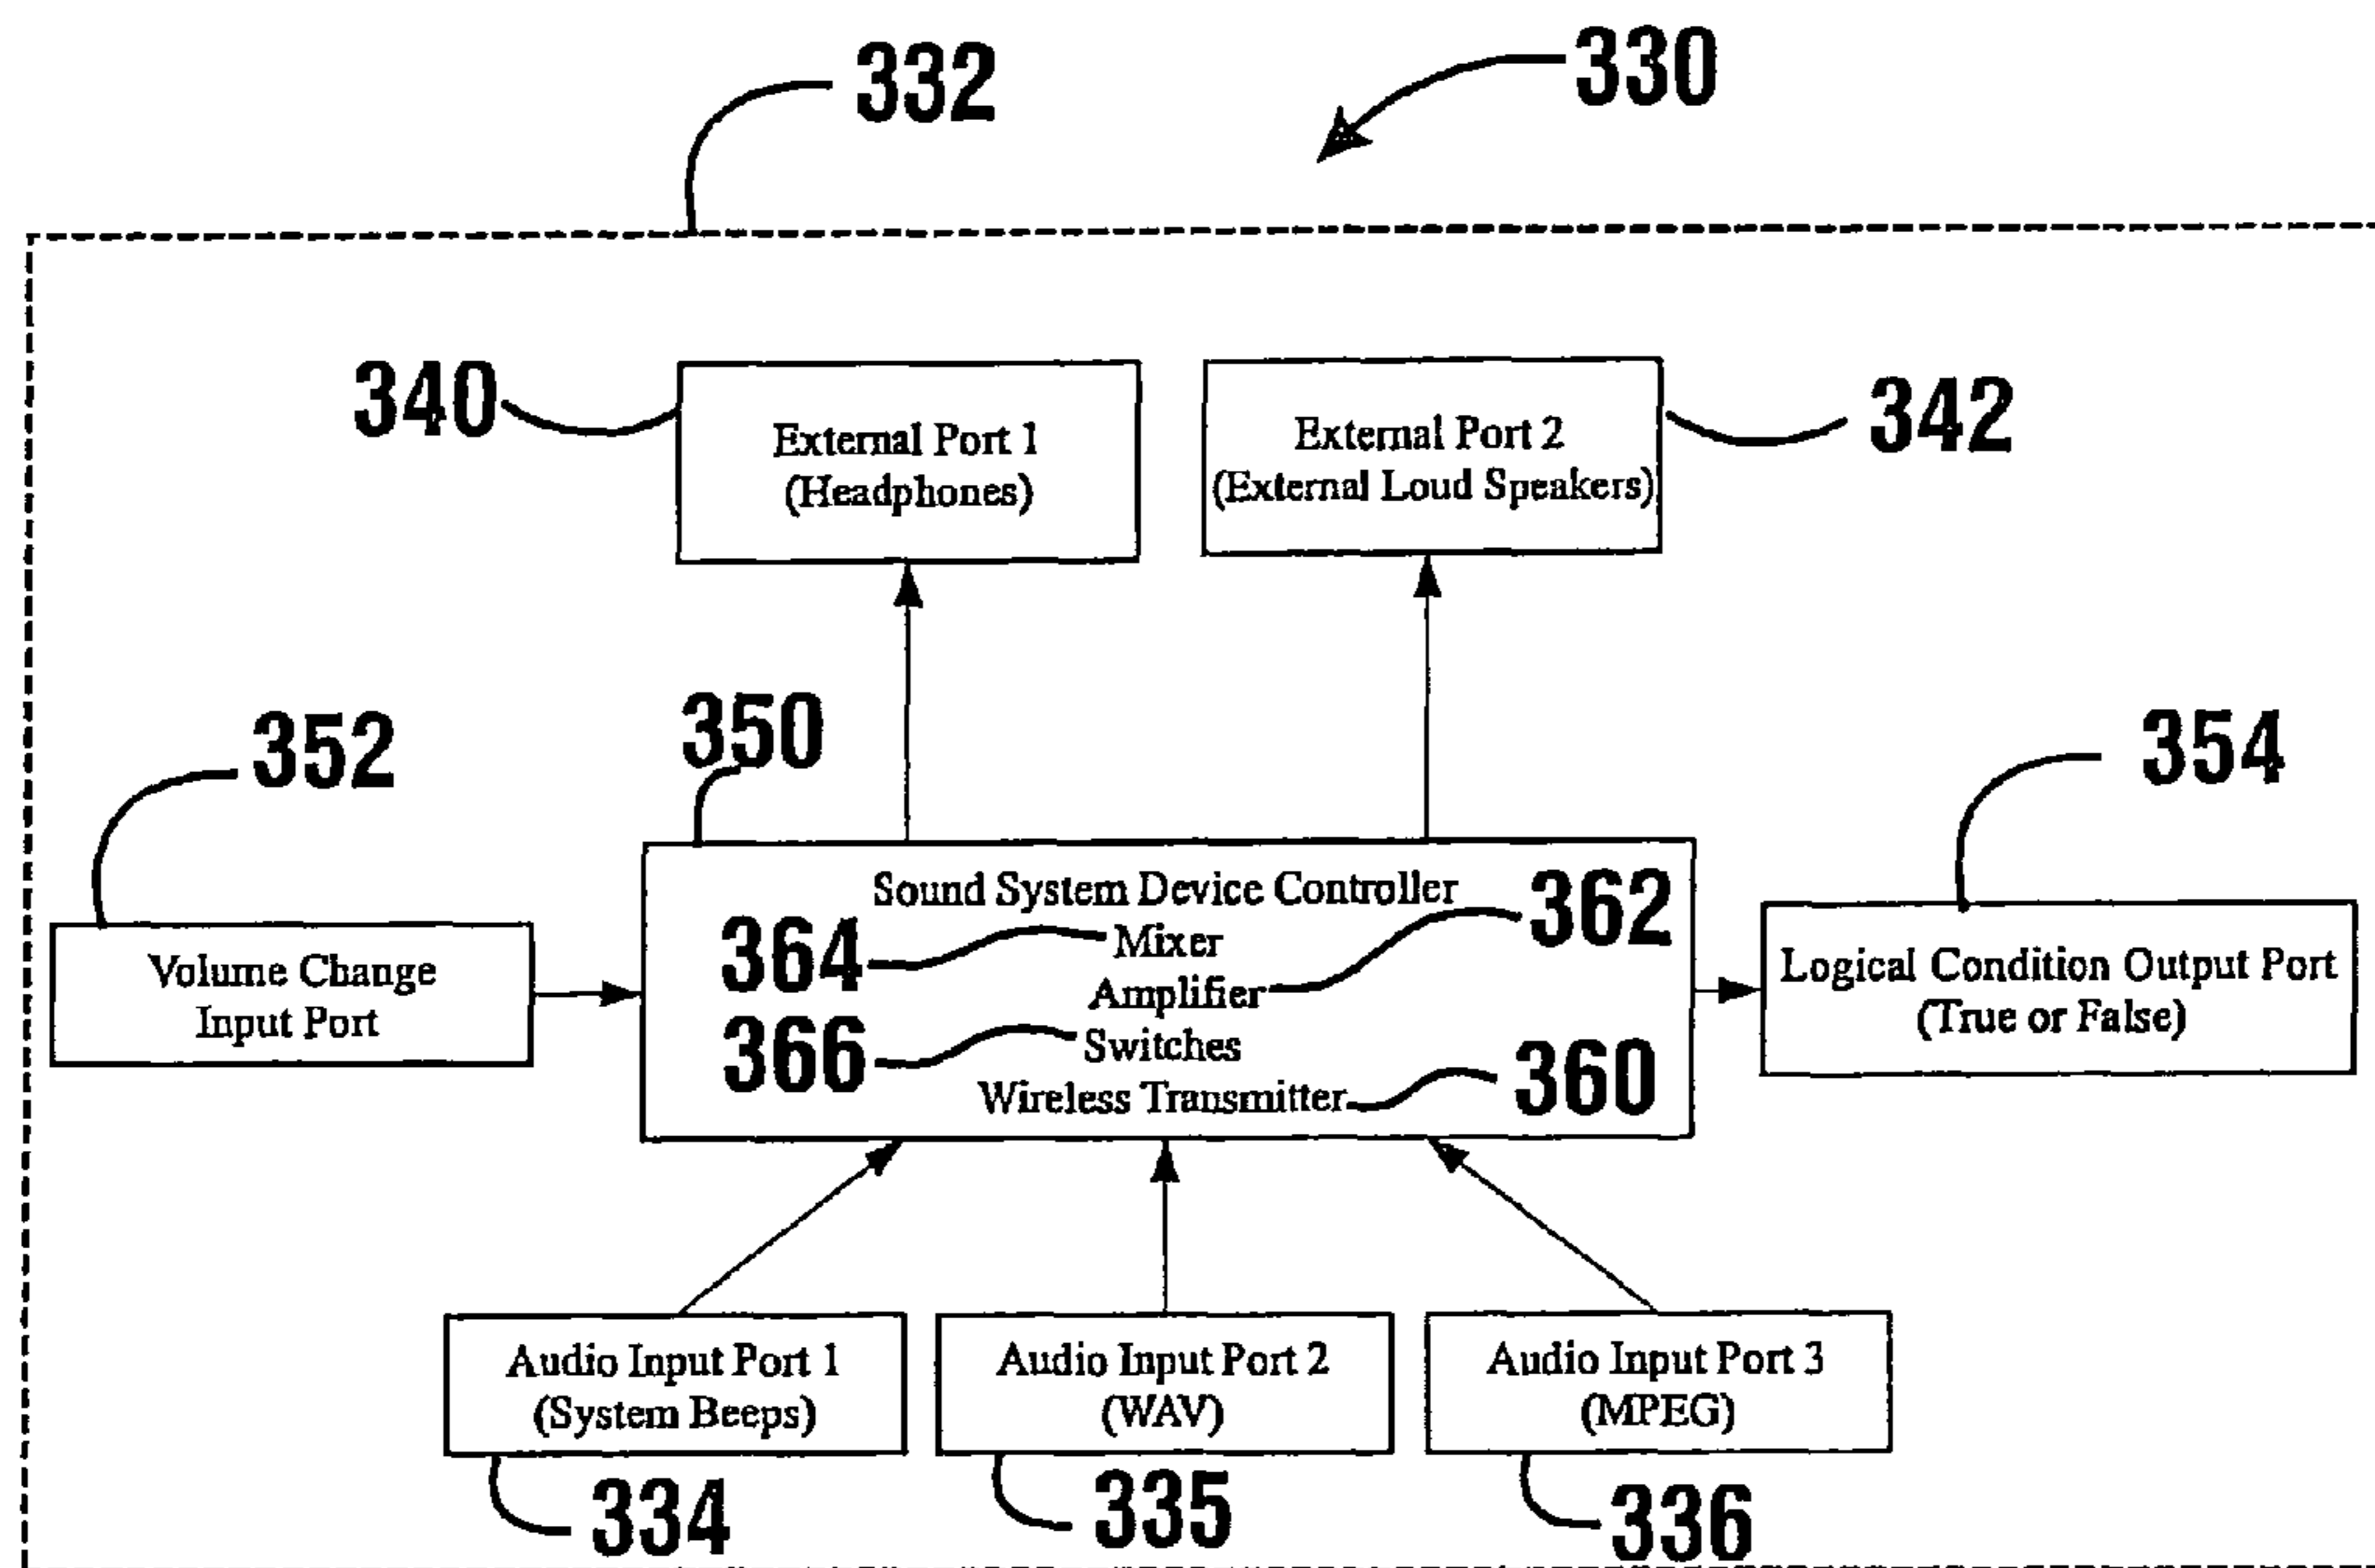 332
330
340
External Port 1
(Headphones)
External Port 2
(External Loud Speakers)
342
352
350
354
Volume Change
Input Port
Sound System Device Controller
362
364
Mixer
Amplifier
366
Switches
Wireless Transmitter
360
Logical Condition Output Port
(True or False)
Audio Input Port 1
(System Beeps)
Audio Input Port 2
(WAV)
Audio Input Port 3
(MPEG)
334
335
336